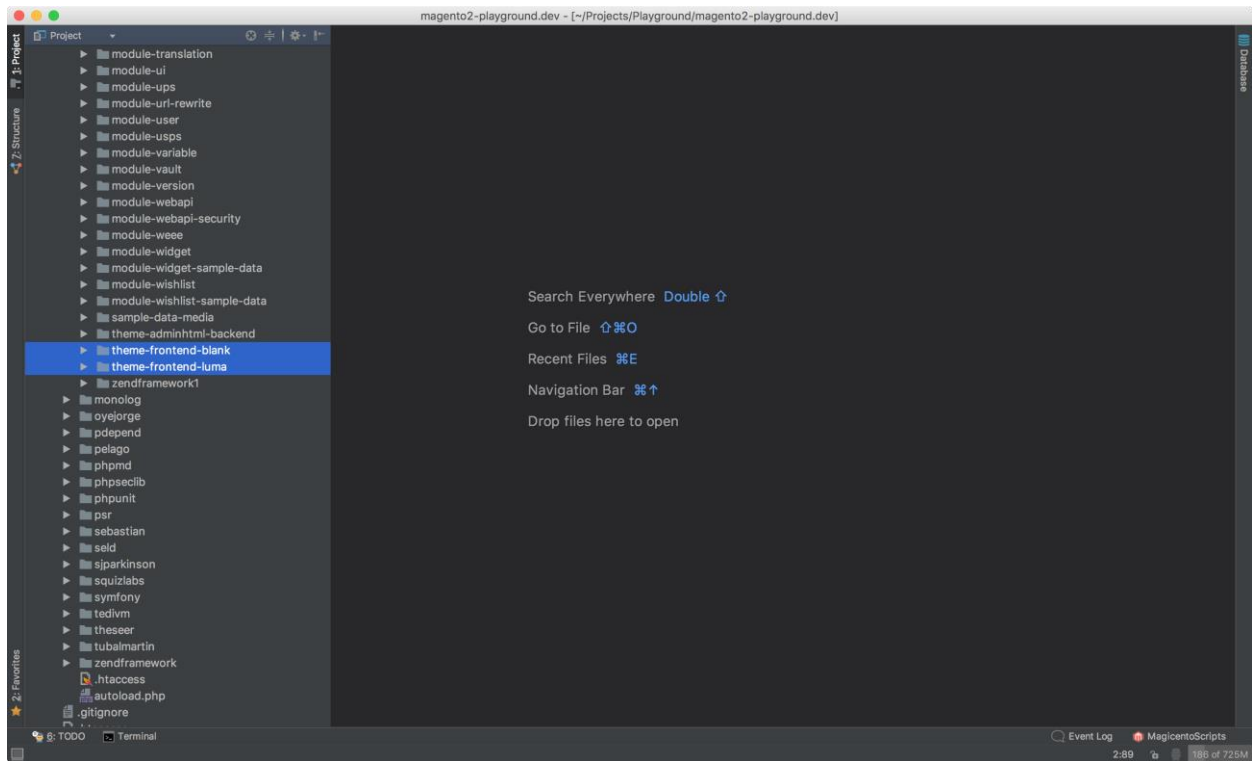 magento2-playground.dev - [~/Projects/Playground/magento2-playground.dev]
1: Project
Z: Structure
2: Favorites
Project
module-translation
module-ui
module-ups
module-url-rewrite
module-user
module-usps
module-variable
module-vault
module-version
module-webapi
module-webapi-security
module-weee
module-widget
module-widget-sample-data
module-wishlist
module-wishlist-sample-data
sample-data-media
theme-adminhtml-backend
theme-frontend-blank
theme-frontend-luma
zendframework1
monolog
oyejorge
pdepend
pelago
phpmd
phpseclib
phpunit
psr
sebastian
seld
sjparkinson
squizlabs
symfony
tedivm
theseer
tubalmartin
zendframework
.htaccess
autoload.php
.gitignore
Search Everywhere Double ⇧
Go to File ⇧⌘O
Recent Files ⌘E
Navigation Bar ⌘↑
Drop files here to open
Database
6: TODO Terminal
Event Log MagicentoScripts
2:89 186 of 725M